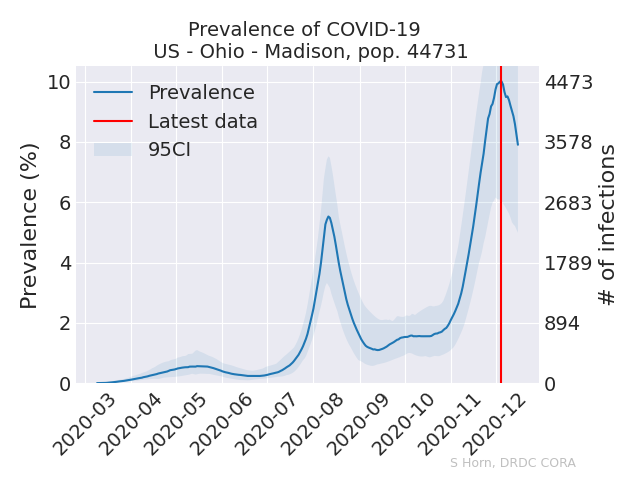 Prevalence of COVID-19
US - Ohio - Madison, pop. 44731
Prevalence
Latest data
95CI
Prevalence (%)
10
8
6
4
2
0
4473
3578
2683
1789
894
0
# of infections
2020-03
2020-04
2020-05
2020-06
2020-07
2020-08
2020-09
2020-10
2020-11
2020-12
S Horn, DRDC CORA